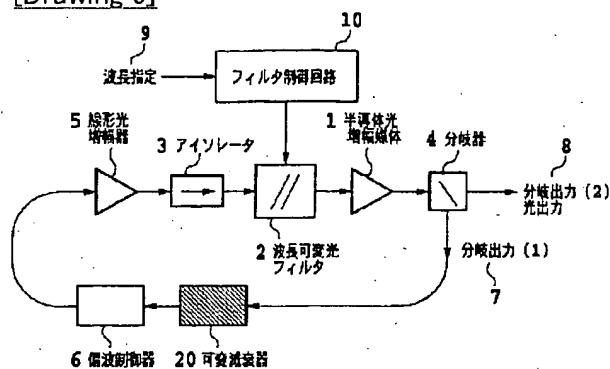 [Drawing 6]
9
波長指定
10
フィルタ制御回路
5 線形光
増幅器
3 アイソレータ
1 半導体光
増幅媒体
4 分岐器
8
分岐出力 (2)
光出力
2 波長可変光
フィルタ
分岐出力 (1)
7
6 偏波制御器
20 可変減衰器